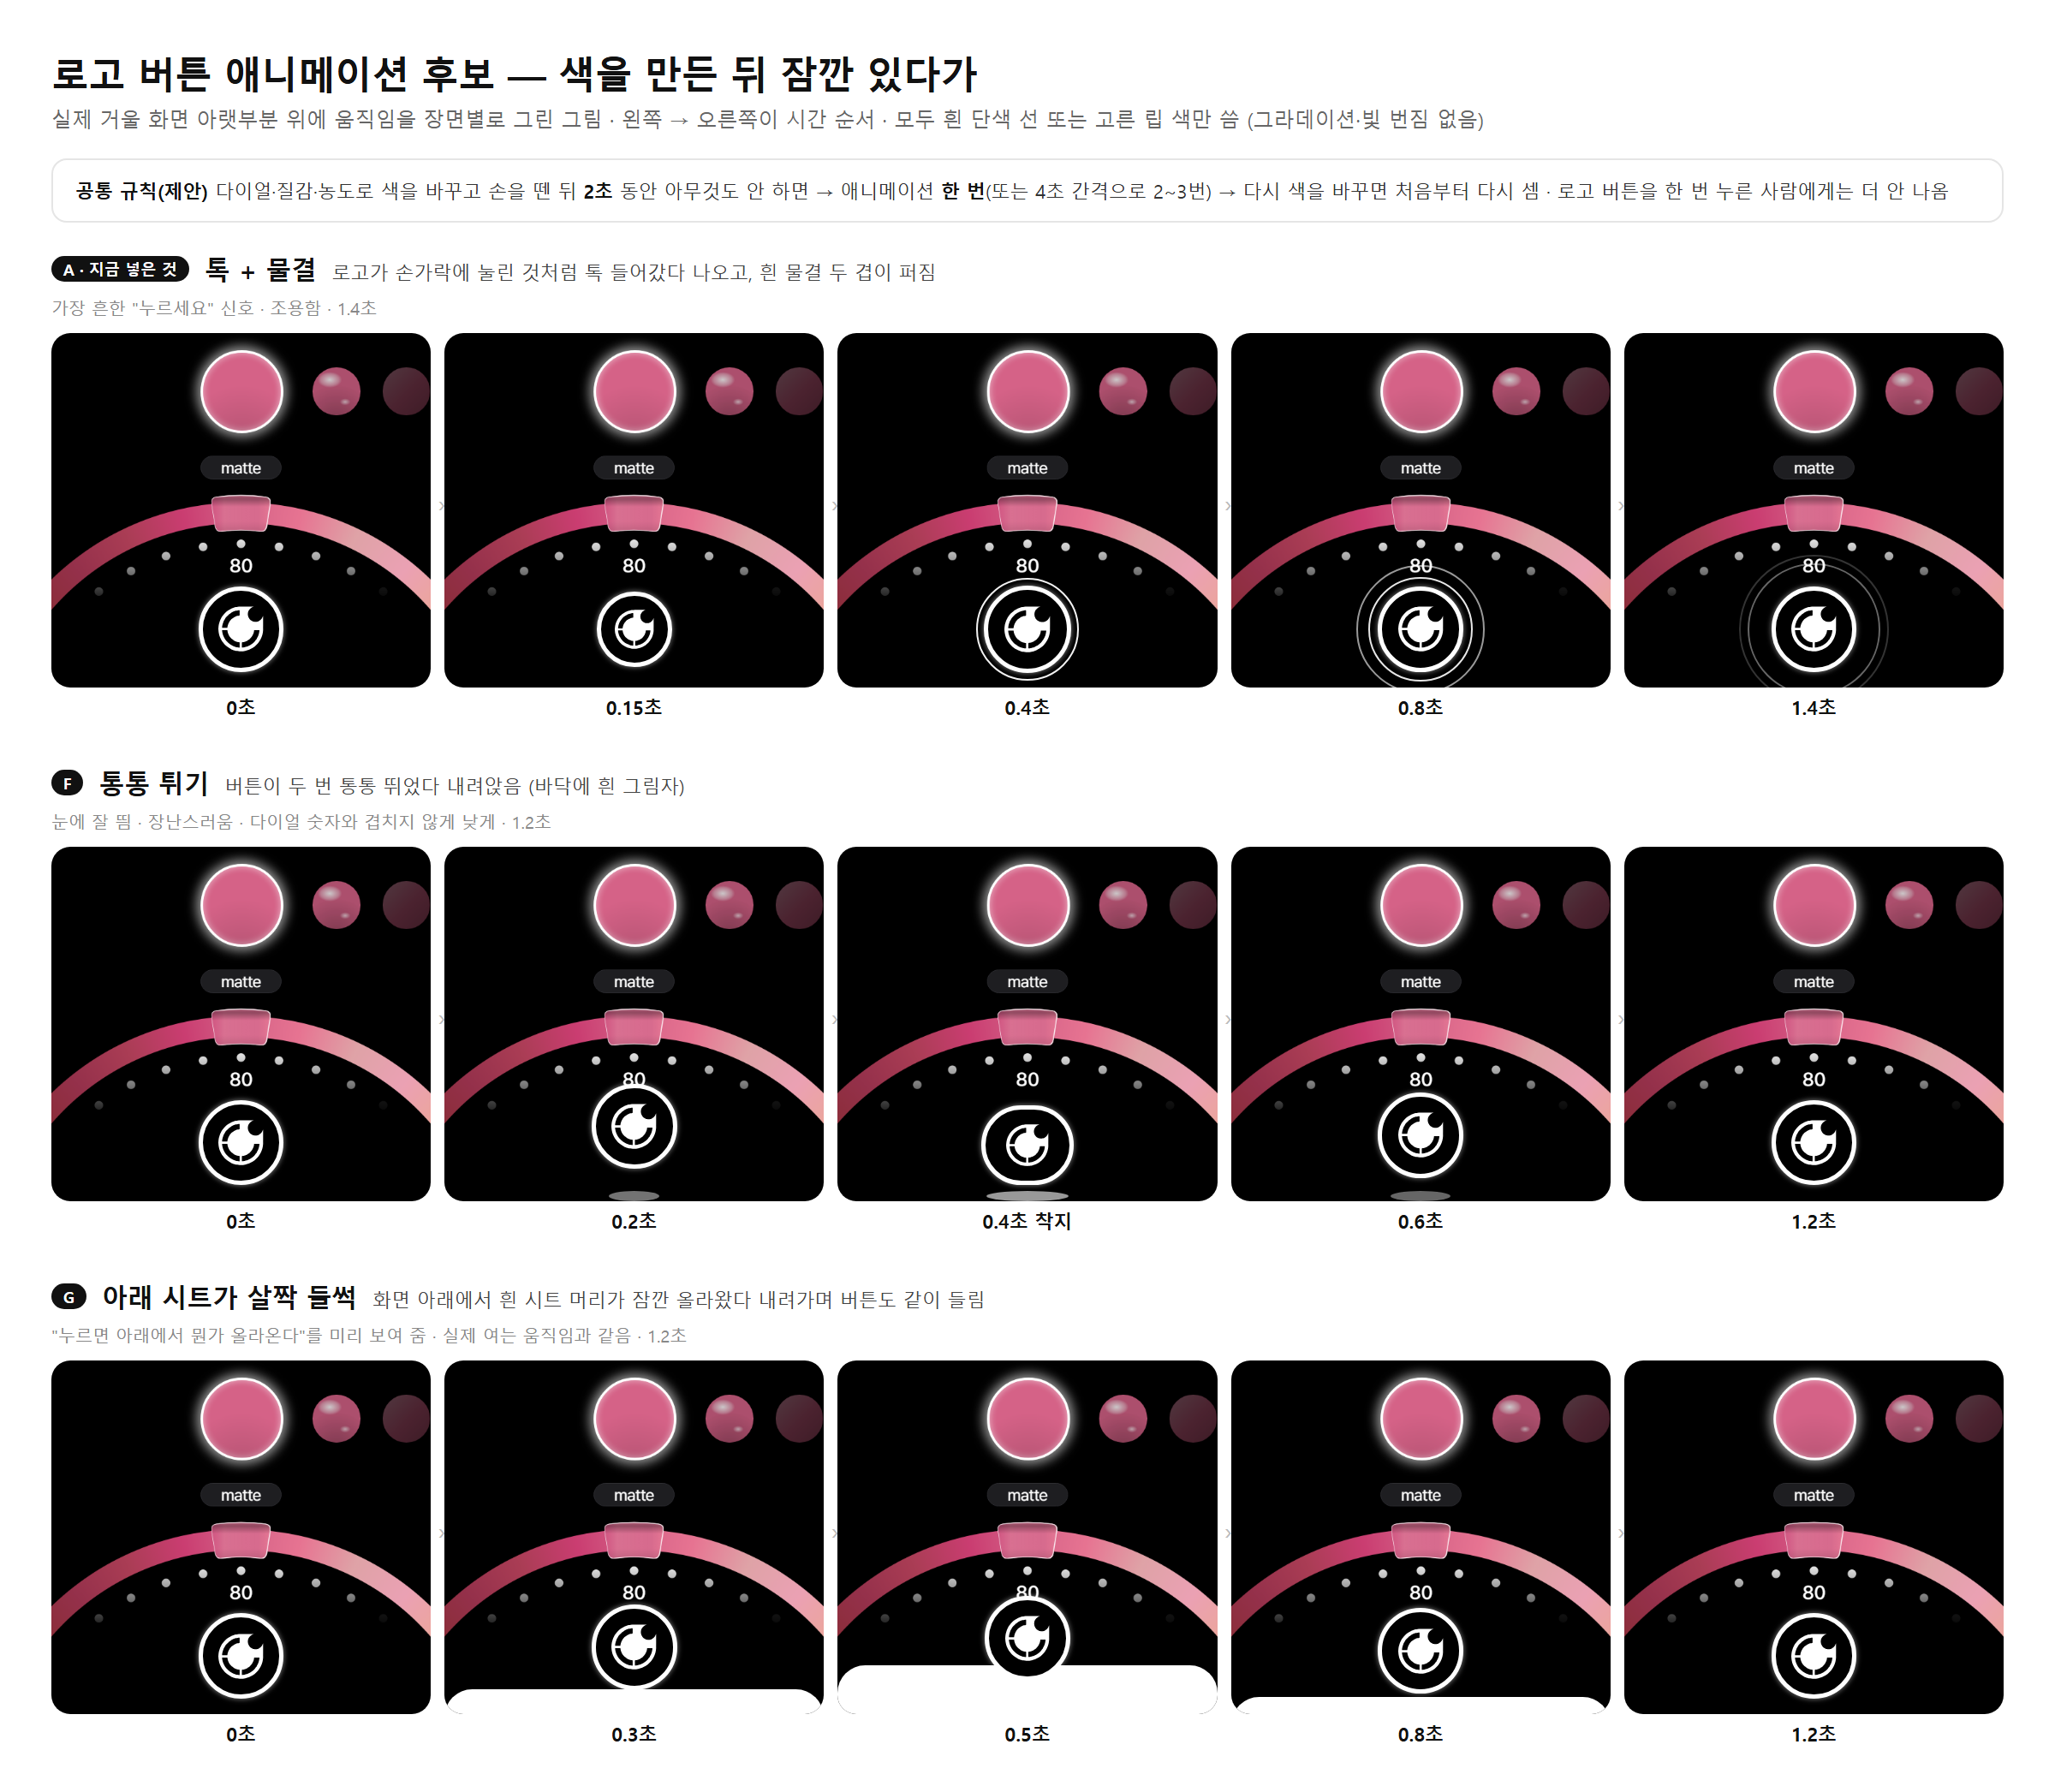 로고 버튼 애니메이션 후보 — 색을 만든 뒤 잠깐 있다가
실제 거울 화면 아랫부분 위에 움직임을 장면별로 그린 그림 · 왼쪽 → 오른쪽이 시간 순서 · 모두 흰 단색 선 또는 고른 립 색만 씀 (그라데이션·빛 번짐 없음)
공통 규칙(제안) 다이얼·질감·농도로 색을 바꾸고 손을 뗀 뒤 2초 동안 아무것도 안 하면 → 애니메이션 한 번(또는 4초 간격으로 2~3번) → 다시 색을 바꾸면 처음부터 다시 셈 · 로고 버튼을 한 번 누른 사람에게는 더 안 나옴
A · 지금 넣은 것 톡 + 물결 로고가 손가락에 눌린 것처럼 톡 들어갔다 나오고, 흰 물결 두 겹이 퍼짐
가장 흔한 "누르세요" 신호 · 조용함 · 1.4초
matte matte matte matte matte
80 80 80 80 80
0초 0.15초 0.4초 0.8초 1.4초
F 통통 튀기 버튼이 두 번 통통 뛰었다 내려앉음 (바닥에 흰 그림자)
눈에 잘 띔 · 장난스러움 · 다이얼 숫자와 겹치지 않게 낮게 · 1.2초
matte matte matte matte matte
80 80 80 80 80
0초 0.2초 0.4초 착지 0.6초 1.2초
G 아래 시트가 살짝 들썩 화면 아래에서 흰 시트 머리가 잠깐 올라왔다 내려가며 버튼도 같이 들림
"누르면 아래에서 뭔가 올라온다"를 미리 보여 줌 · 실제 여는 움직임과 같음 · 1.2초
matte matte matte matte matte
80 80 80 80 80
0초 0.3초 0.5초 0.8초 1.2초